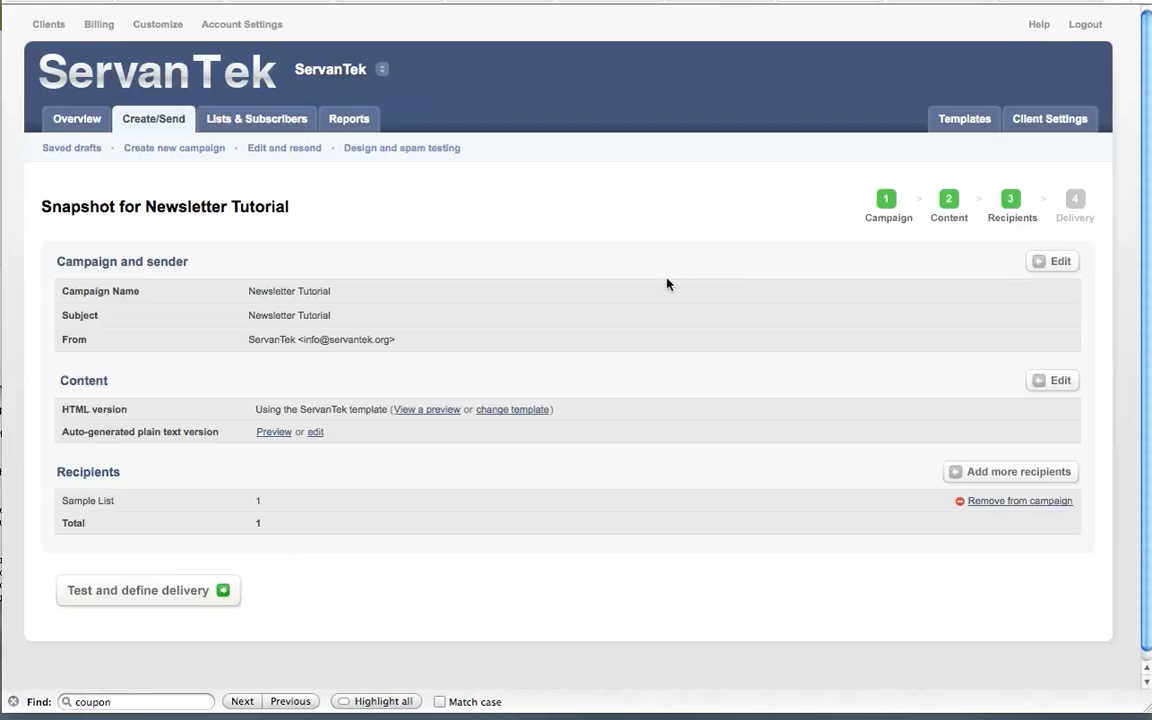 Clients Billing Customize Account Settings Help Logout
ServanTek ServanTek
Overview Create/Send Lists & Subscribers Reports Templates Client Settings
Saved drafts • Create new campaign • Edit and resend • Design and spam testing
Snapshot for Newsletter Tutorial
1 > 2 > 3 > 4
Campaign Content Recipients Delivery
Campaign and sender Edit
Campaign Name Newsletter Tutorial
Subject Newsletter Tutorial
From ServanTek <info@servantek.org>
Content Edit
HTML version Using the ServanTek template (View a preview or change template)
Auto-generated plain text version Preview or edit
Recipients Add more recipients
Sample List 1 Remove from campaign
Total 1
Test and define delivery
Find: coupon Next Previous Highlight all Match case